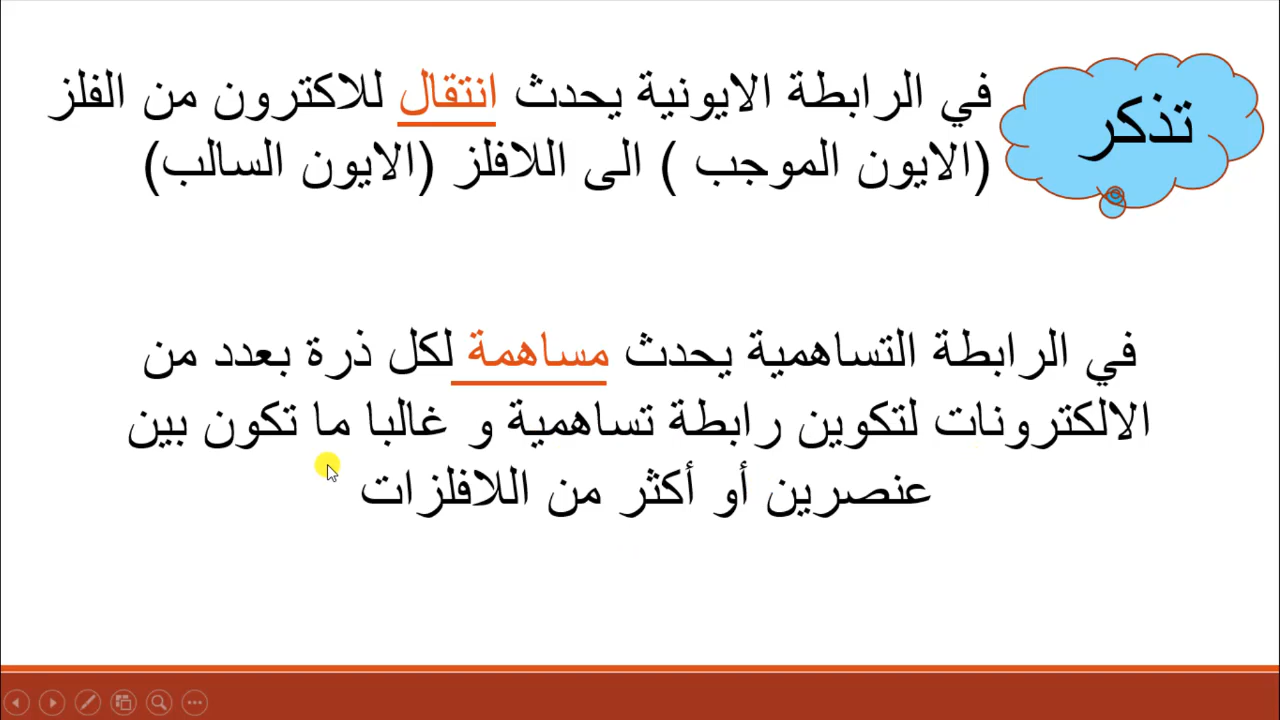 تذكر
في الرابطة الايونية يحدث انتقال للاكترون من الفلز
(الايون الموجب ) الى اللافلز (الايون السالب)
في الرابطة التساهمية يحدث مساهمة لكل ذرة بعدد من
الالكترونات لتكوين رابطة تساهمية و غالبا ما تكون بين
عنصرين أو أكثر من اللافلزات